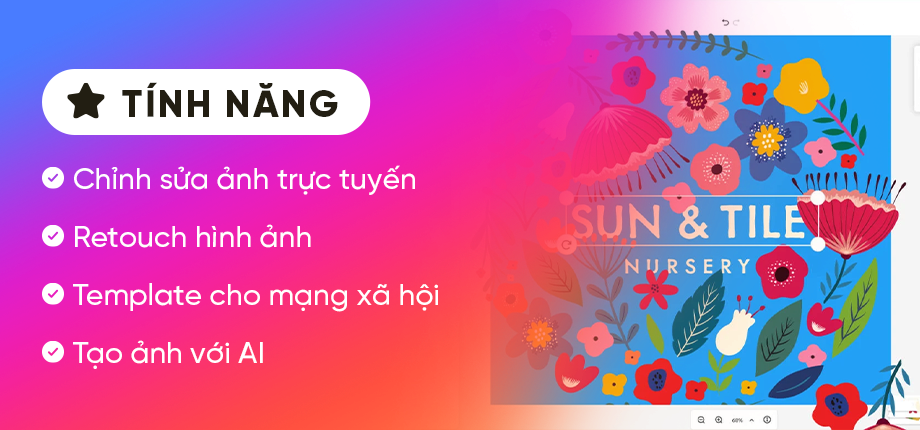 TÍNH NĂNG
Chỉnh sửa ảnh trực tuyến
Retouch hình ảnh
Template cho mạng xã hội
Tạo ảnh với AI
SUN & TILE
NURSERY
68%